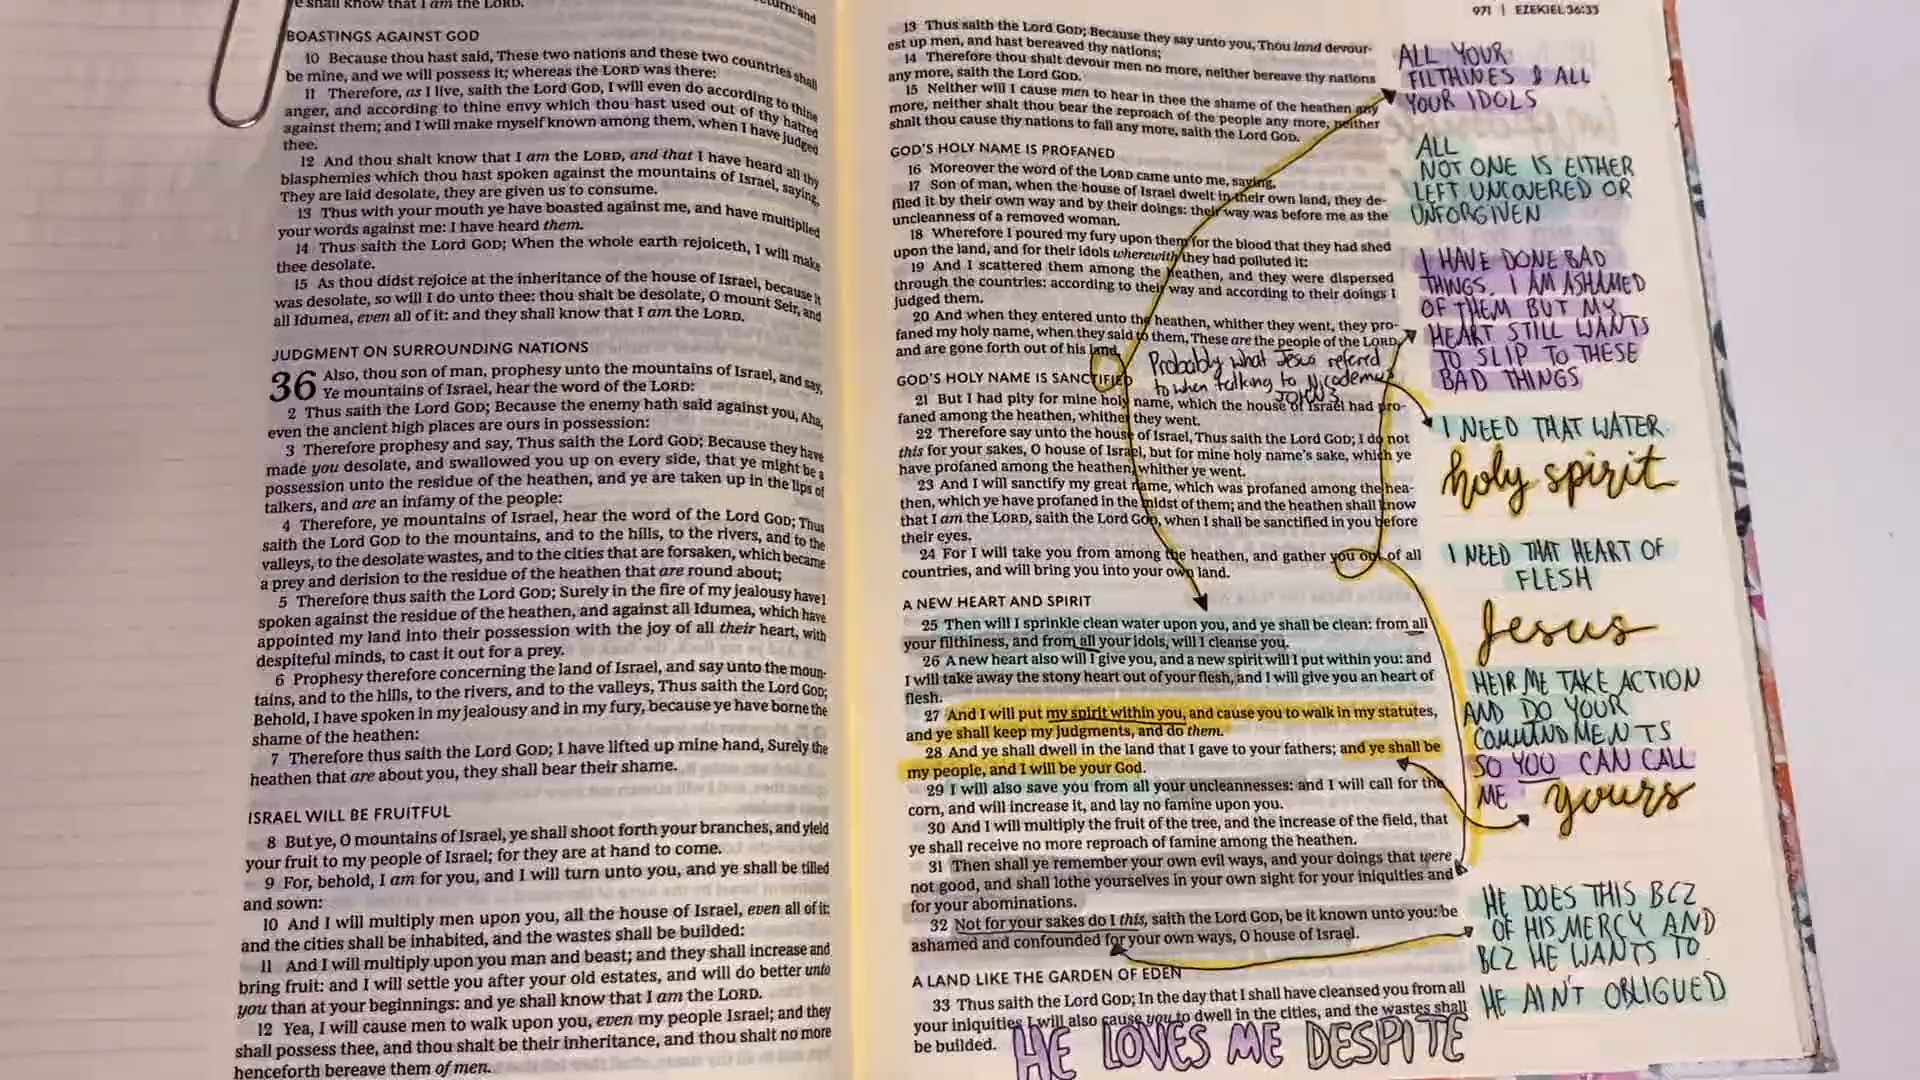 e shall know that I am the LORD.
BOASTINGS AGAINST GOD
10 Because thou hast said, These two nations and these two countries shall
be mine, and we will possess it; whereas the LORD was there:
11 Therefore, as I live, saith the Lord GOD, I will even do according to thine
anger, and according to thine envy which thou hast used out of thy hatred
against them; and I will make myself known among them, when I have judged
thee.
12 And thou shalt know that I am the LORD, and that I have heard all thy
blasphemies which thou hast spoken against the mountains of Israel, saying,
They are laid desolate, they are given us to consume.
13 Thus with your mouth ye have boasted against me, and have multiplied
your words against me: I have heard them.
14 Thus saith the Lord GOD; When the whole earth rejoiceth, I will make
thee desolate.
15 As thou didst rejoice at the inheritance of the house of Israel, because it
was desolate, so will I do unto thee: thou shalt be desolate, O mount Seir, and
all Idumea, even all of it: and they shall know that I am the LORD.
JUDGMENT ON SURROUNDING NATIONS
36 Also, thou son of man, prophesy unto the mountains of Israel, and say,
Ye mountains of Israel, hear the word of the LORD:
2 Thus saith the Lord GOD; Because the enemy hath said against you, Aha,
even the ancient high places are ours in possession:
3 Therefore prophesy and say, Thus saith the Lord GOD; Because they have
made you desolate, and swallowed you up on every side, that ye might be a
possession unto the residue of the heathen, and ye are taken up in the lips of
talkers, and are an infamy of the people:
4 Therefore, ye mountains of Israel, hear the word of the Lord GOD; Thus
saith the Lord GOD to the mountains, and to the hills, to the rivers, and to the
valleys, to the desolate wastes, and to the cities that are forsaken, which became
a prey and derision to the residue of the heathen that are round about;
5 Therefore thus saith the Lord GOD; Surely in the fire of my jealousy have I
spoken against the residue of the heathen, and against all Idumea, which have
appointed my land into their possession with the joy of all their heart, with
despiteful minds, to cast it out for a prey.
6 Prophesy therefore concerning the land of Israel, and say unto the moun-
tains, and to the hills, to the rivers, and to the valleys, Thus saith the Lord GOD;
Behold, I have spoken in my jealousy and in my fury, because ye have borne the
shame of the heathen:
7 Therefore thus saith the Lord GOD; I have lifted up mine hand, Surely the
heathen that are about you, they shall bear their shame.
ISRAEL WILL BE FRUITFUL
8 But ye, O mountains of Israel, ye shall shoot forth your branches, and yield
your fruit to my people of Israel; for they are at hand to come.
9 For, behold, I am for you, and I will turn unto you, and ye shall be tilled
and sown:
10 And I will multiply men upon you, all the house of Israel, even all of it:
and the cities shall be inhabited, and the wastes shall be builded:
11 And I will multiply upon you man and beast; and they shall increase and
bring fruit: and I will settle you after your old estates, and will do better unto
you than at your beginnings: and ye shall know that I am the LORD.
12 Yea, I will cause men to walk upon you, even my people Israel; and they
shall possess thee, and thou shalt be their inheritance, and thou shalt no more
henceforth bereave them of men.
971 | EZEKIEL 36:33
13 Thus saith the Lord GOD; Because they say unto you, Thou land devour-
est up men, and hast bereaved thy nations;
14 Therefore thou shalt devour men no more, neither bereave thy nations
any more, saith the Lord GOD.
15 Neither will I cause men to hear in thee the shame of the heathen any
more, neither shalt thou bear the reproach of the people any more, neither
shalt thou cause thy nations to fall any more, saith the Lord GOD.
GOD'S HOLY NAME IS PROFANED
16 Moreover the word of the LORD came unto me, saying,
17 Son of man, when the house of Israel dwelt in their own land, they de-
filed it by their own way and by their doings: their way was before me as the
uncleanness of a removed woman.
18 Wherefore I poured my fury upon them for the blood that they had shed
upon the land, and for their idols wherewith they had polluted it:
19 And I scattered them among the heathen, and they were dispersed
through the countries: according to their way and according to their doings I
judged them.
20 And when they entered unto the heathen, whither they went, they pro-
faned my holy name, when they said to them, These are the people of the LORD,
and are gone forth out of his land.
Probably what Jesus refered
to when talking to Nicodemus
JOHN 3
GOD'S HOLY NAME IS SANCTIFIED
21 But I had pity for mine holy name, which the house of Israel had pro-
faned among the heathen, whither they went.
22 Therefore say unto the house of Israel, Thus saith the Lord GOD; I do not
this for your sakes, O house of Israel, but for mine holy name's sake, which ye
have profaned among the heathen, whither ye went.
23 And I will sanctify my great name, which was profaned among the hea-
then, which ye have profaned in the midst of them; and the heathen shall know
that I am the LORD, saith the Lord GOD, when I shall be sanctified in you before
their eyes.
24 For I will take you from among the heathen, and gather you out of all
countries, and will bring you into your own land.
A NEW HEART AND SPIRIT
25 Then will I sprinkle clean water upon you, and ye shall be clean: from all
your filthiness, and from all your idols, will I cleanse you.
26 A new heart also will I give you, and a new spirit will I put within you: and
I will take away the stony heart out of your flesh, and I will give you an heart of
flesh.
27 And I will put my spirit within you, and cause you to walk in my statutes,
and ye shall keep my judgments, and do them.
28 And ye shall dwell in the land that I gave to your fathers; and ye shall be
my people, and I will be your God.
29 I will also save you from all your uncleannesses: and I will call for the
corn, and will increase it, and lay no famine upon you.
30 And I will multiply the fruit of the tree, and the increase of the field, that
ye shall receive no more reproach of famine among the heathen.
31 Then shall ye remember your own evil ways, and your doings that were
not good, and shall lothe yourselves in your own sight for your iniquities and
for your abominations.
32 Not for your sakes do I this, saith the Lord GOD, be it known unto you: be
ashamed and confounded for your own ways, O house of Israel.
A LAND LIKE THE GARDEN OF EDEN
33 Thus saith the Lord GOD; In the day that I shall have cleansed you from all
your iniquities I will also cause you to dwell in the cities, and the wastes shall
be builded.
HE LOVES ME DESPITE
ALL YOUR
FILTHINES & ALL
YOUR IDOLS
ALL
NOT ONE IS EITHER
LEFT UNCOVERED OR
UNFORGIVEN
I HAVE DONE BAD
THINGS. I AM ASHAMED
OF THEM BUT MY
HEART STILL WANTS
TO SLIP TO THESE
BAD THINGS
I NEED THAT WATER
holy spirit
I NEED THAT HEART OF
FLESH
Jesus
HEIR ME TAKE ACTION
AND DO YOUR
COMMANDMENTS
SO YOU CAN CALL
ME yours
HE DOES THIS BCZ
OF HIS MERCY AND
BCZ HE WANTS TO
HE AIN'T OBLIGUED